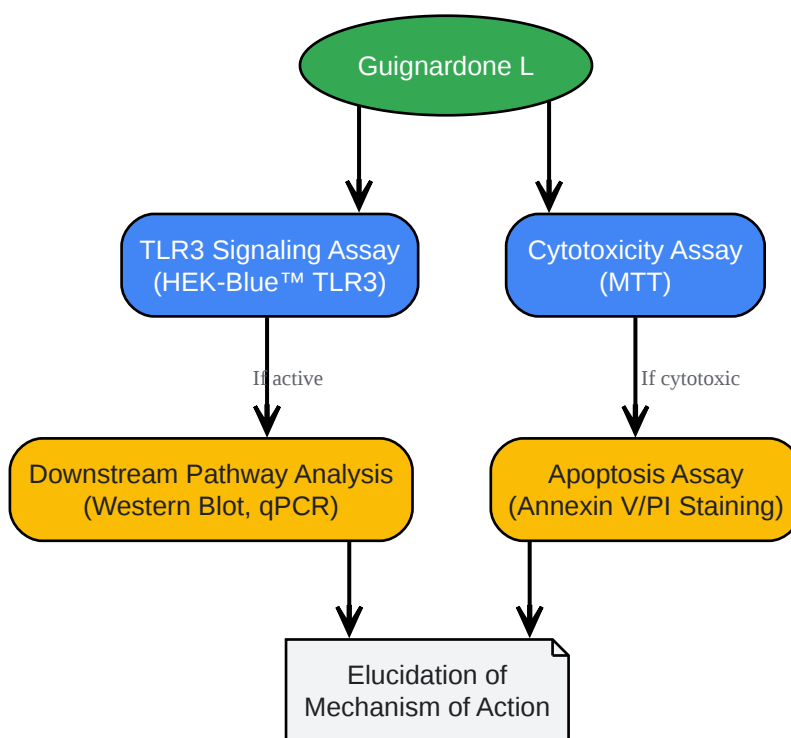 Guignardone L
TLR3 Signaling Assay
(HEK-Blue™ TLR3)
Cytotoxicity Assay
(MTT)
If active
If cytotoxic
Downstream Pathway Analysis
(Western Blot, qPCR)
Apoptosis Assay
(Annexin V/PI Staining)
Elucidation of
Mechanism of Action